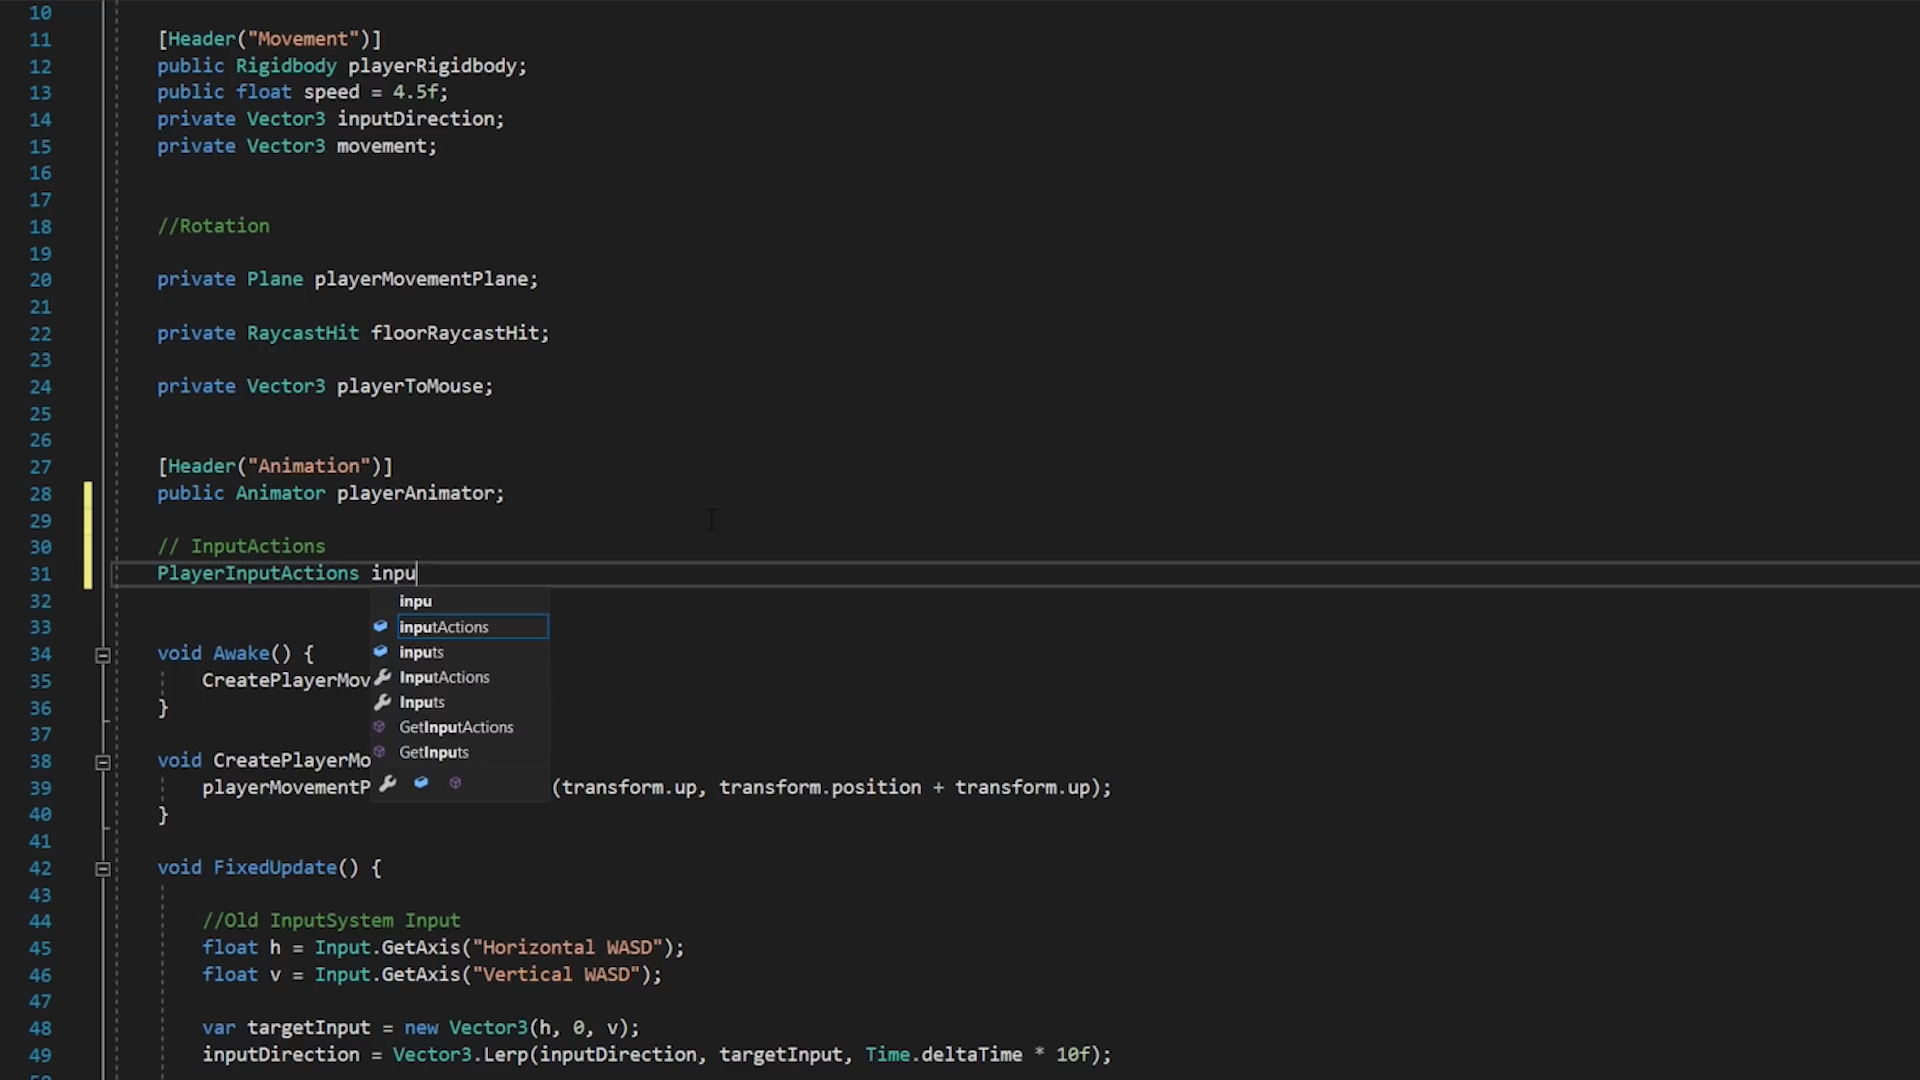 10
11 [Header("Movement")]
12 public Rigidbody playerRigidbody;
13 public float speed = 4.5f;
14 private Vector3 inputDirection;
15 private Vector3 movement;
16
17
18 //Rotation
19
20 private Plane playerMovementPlane;
21
22 private RaycastHit floorRaycastHit;
23
24 private Vector3 playerToMouse;
25
26
27 [Header("Animation")]
28 public Animator playerAnimator;
29
30 // InputActions
31 PlayerInputActions inpu
32 inpu
inputActions
33
inputs
34 void Awake() {
InputActions
35 CreatePlayerMov
Inputs
36 }
GetInputActions
37
GetInputs
38 void CreatePlayerMo
39 playerMovementP (transform.up, transform.position + transform.up);
40 }
41
42 void FixedUpdate() {
43
44 //Old InputSystem Input
45 float h = Input.GetAxis("Horizontal WASD");
46 float v = Input.GetAxis("Vertical WASD");
47
48 var targetInput = new Vector3(h, 0, v);
49 inputDirection = Vector3.Lerp(inputDirection, targetInput, Time.deltaTime * 10f);